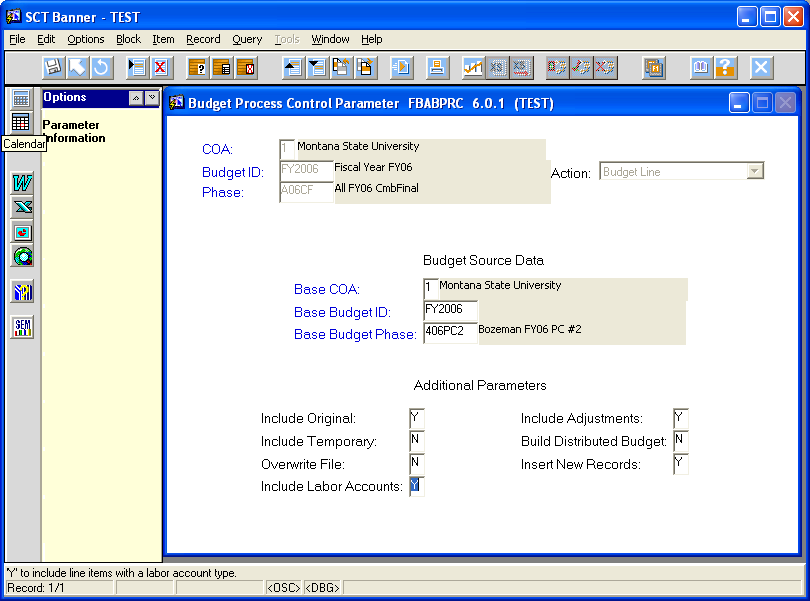 SCT Banner - TEST
File Edit Options Block Item Record Query Tools Window Help
Options
Parameter
Information
Calendar
SEM
Budget Process Control Parameter FBABPRC 6.0.1 (TEST)
COA: 1 Montana State University
Budget ID: FY2006 Fiscal Year FY06 Action: Budget Line
Phase: A06CF All FY06 CmbFinal
Budget Source Data
Base COA: 1 Montana State University
Base Budget ID: FY2006
Base Budget Phase: 406PC2 Bozeman FY06 PC #2
Additional Parameters
Include Original: Y Include Adjustments: Y
Include Temporary: N Build Distributed Budget: N
Overwrite File: N Insert New Records: Y
Include Labor Accounts: Y
'Y' to include line items with a labor account type.
Record: 1/1 <OSC> <DBG>